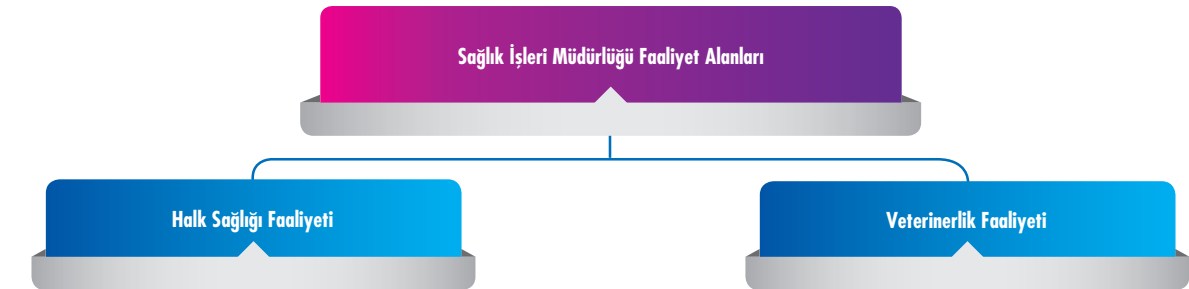 Sağlık İşleri Müdürlüğü Faaliyet Alanları
Halk Sağlığı Faaliyeti
Veterinerlik Faaliyeti